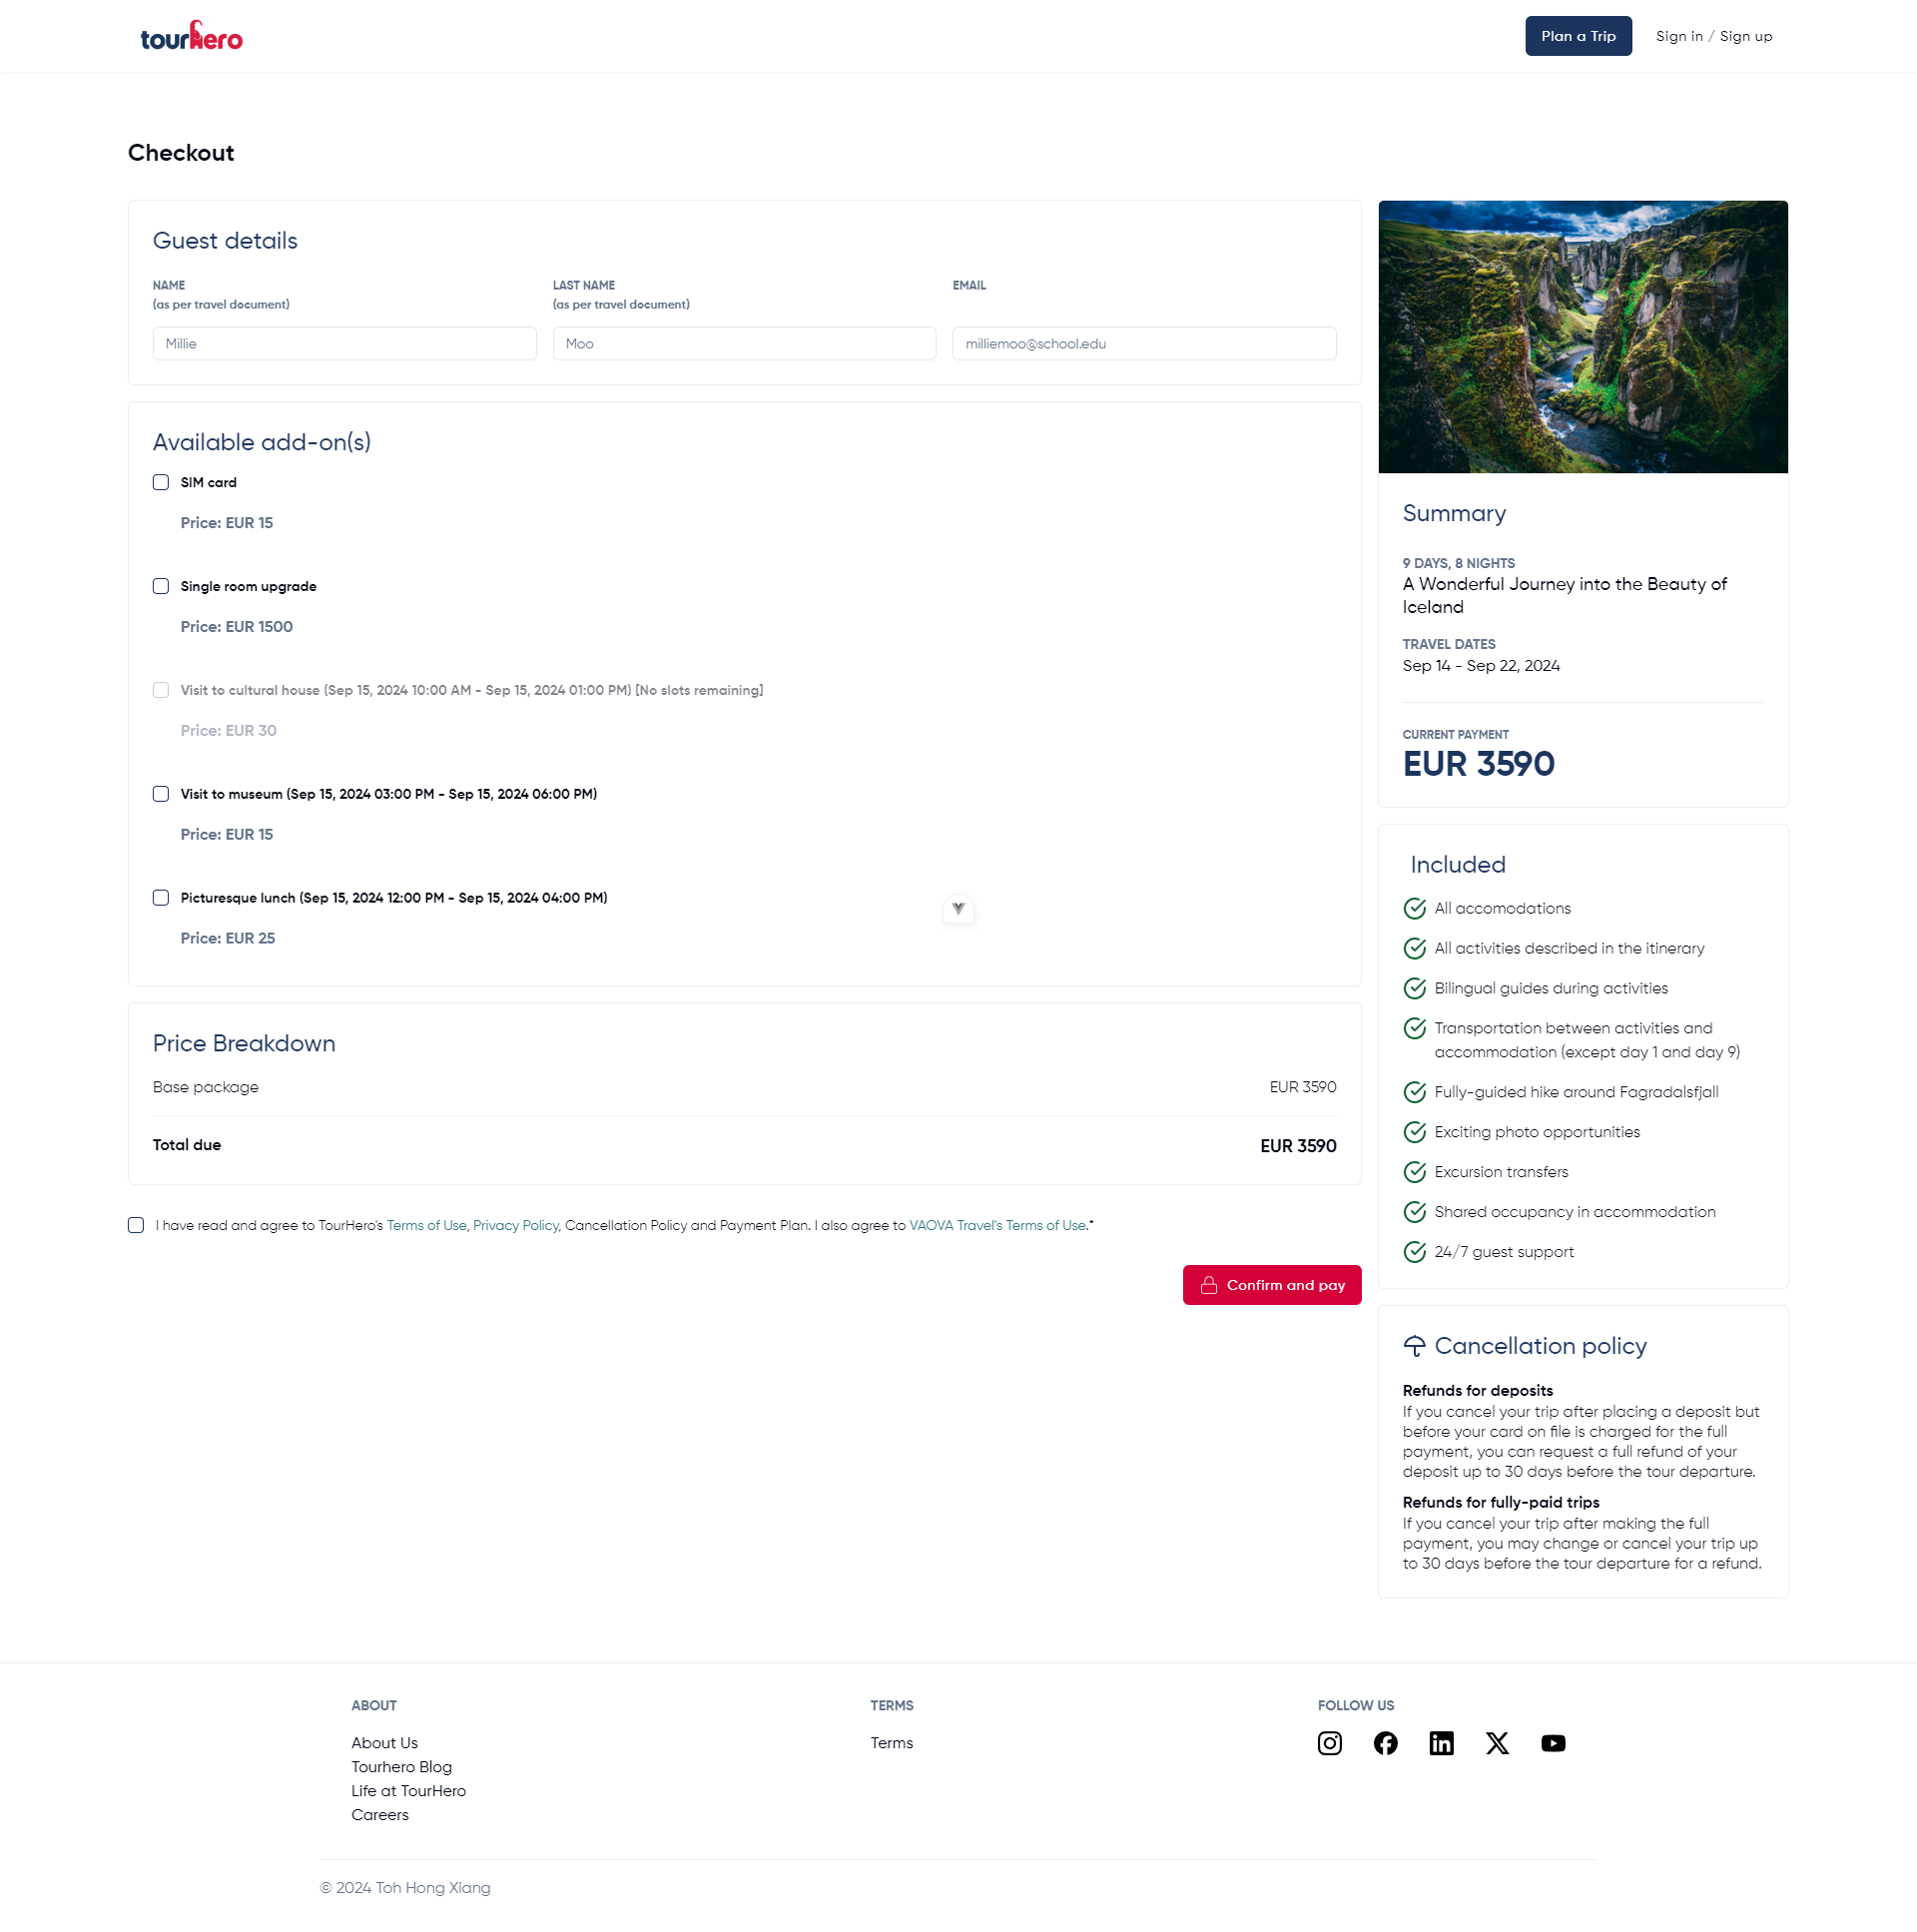 tourhero
Plan a Trip
Sign in / Sign up
Checkout
Guest details
NAME
(as per travel document)
LAST NAME
(as per travel document)
EMAIL
Millie
Moo
milliemoo@school.edu
Available add-on(s)
SIM card
Price: EUR 15
Single room upgrade
Price: EUR 1500
Visit to cultural house (Sep 15, 2024 10:00 AM - Sep 15, 2024 01:00 PM) [No slots remaining]
Price: EUR 30
Visit to museum (Sep 15, 2024 03:00 PM - Sep 15, 2024 06:00 PM)
Price: EUR 15
Picturesque lunch (Sep 15, 2024 12:00 PM - Sep 15, 2024 04:00 PM)
Price: EUR 25
Price Breakdown
Base package
EUR 3590
Total due
EUR 3590
I have read and agree to TourHero's Terms of Use, Privacy Policy, Cancellation Policy and Payment Plan. I also agree to VAOVA Travel's Terms of Use.*
Confirm and pay
Summary
9 DAYS, 8 NIGHTS
A Wonderful Journey into the Beauty of
Iceland
TRAVEL DATES
Sep 14 - Sep 22, 2024
CURRENT PAYMENT
EUR 3590
Included
All accomodations
All activities described in the itinerary
Bilingual guides during activities
Transportation between activities and
accommodation (except day 1 and day 9)
Fully-guided hike around Fagradalsfjall
Exciting photo opportunities
Excursion transfers
Shared occupancy in accommodation
24/7 guest support
Cancellation policy
Refunds for deposits
If you cancel your trip after placing a deposit but
before your card on file is charged for the full
payment, you can request a full refund of your
deposit up to 30 days before the tour departure.
Refunds for fully-paid trips
If you cancel your trip after making the full
payment, you may change or cancel your trip up
to 30 days before the tour departure for a refund.
ABOUT
About Us
Tourhero Blog
Life at TourHero
Careers
TERMS
Terms
FOLLOW US
© 2024 Toh Hong Xiang